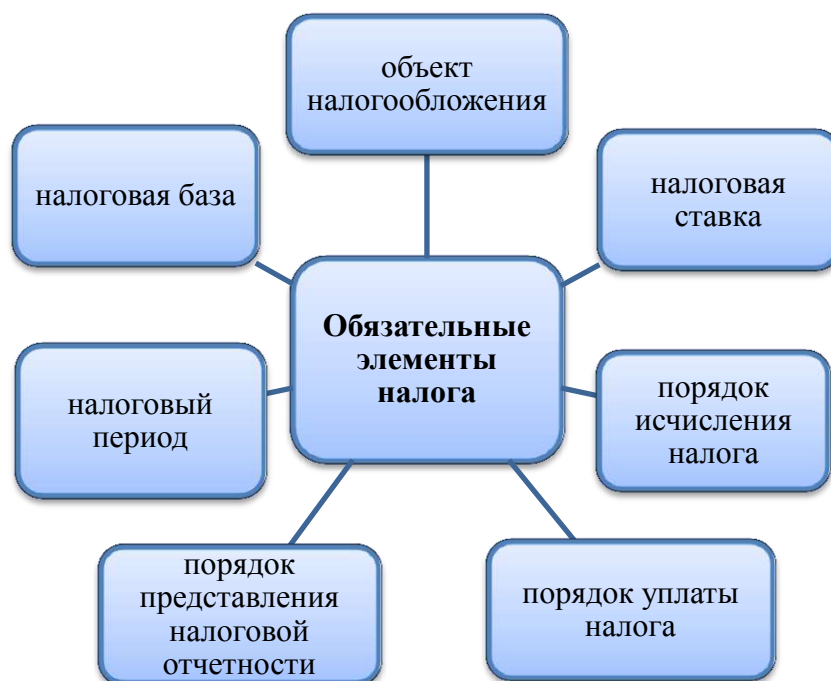 объект
налогообложения
налоговая база
налоговая
ставка
Обязательные
элементы
налога
налоговый
период
порядок
исчисления
налога
порядок
представления
налоговой
отчетности
порядок уплаты
налога